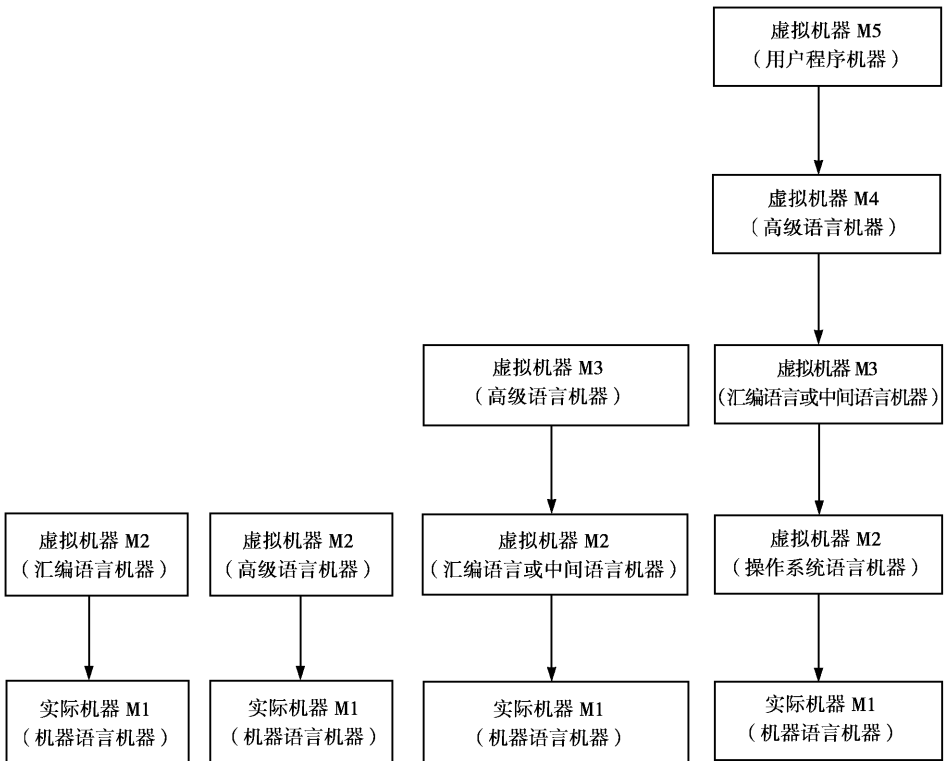 虚拟机器 M5
（用户程序机器）
虚拟机器 M4
（高级语言机器）
虚拟机器 M3
（高级语言机器）
虚拟机器 M3
（汇编语言或中间语言机器）
虚拟机器 M2
（汇编语言机器）
虚拟机器 M2
（高级语言机器）
虚拟机器 M2
（汇编语言或中间语言机器）
虚拟机器 M2
（操作系统语言机器）
实际机器 M1
（机器语言机器）
实际机器 M1
（机器语言机器）
实际机器 M1
（机器语言机器）
实际机器 M1
（机器语言机器）